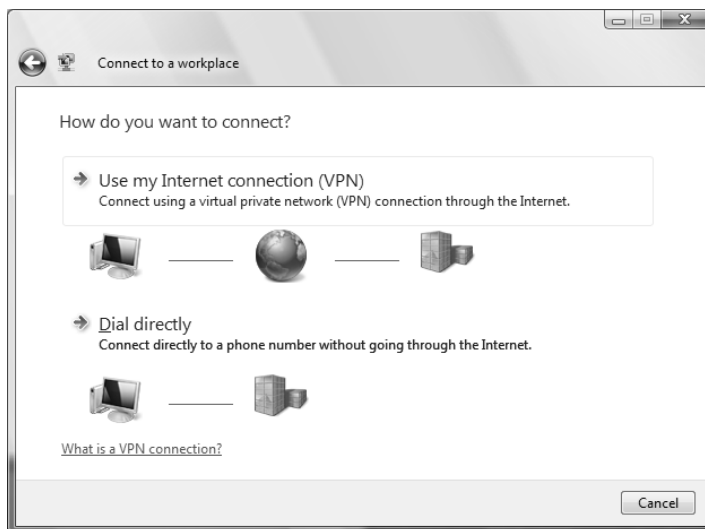 Connect to a workplace
How do you want to connect?
Use my Internet connection (VPN)
Connect using a virtual private network (VPN) connection through the Internet.
Dial directly
Connect directly to a phone number without going through the Internet.
What is a VPN connection?
Cancel